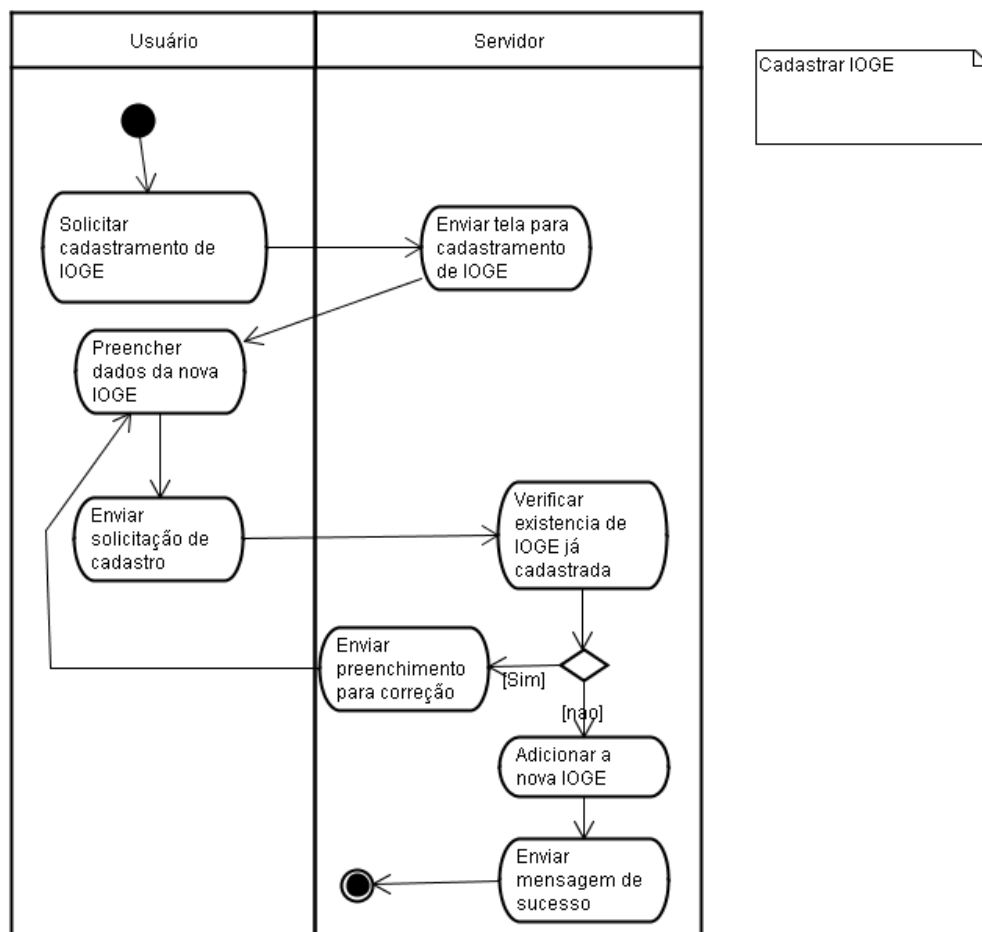 Usuário
Servidor
Cadastrar IOGE
Solicitar
cadastramento de
IOGE
Enviar tela para
cadastramento
de IOGE
Preencher
dados da nova
IOGE
Enviar
solicitação de
cadastro
Verificar
existencia de
IOGE já
cadastrada
Enviar
preenchimento
para correção
[Sim]
[nao]
Adicionar a
nova IOGE
Enviar
mensagem de
sucesso